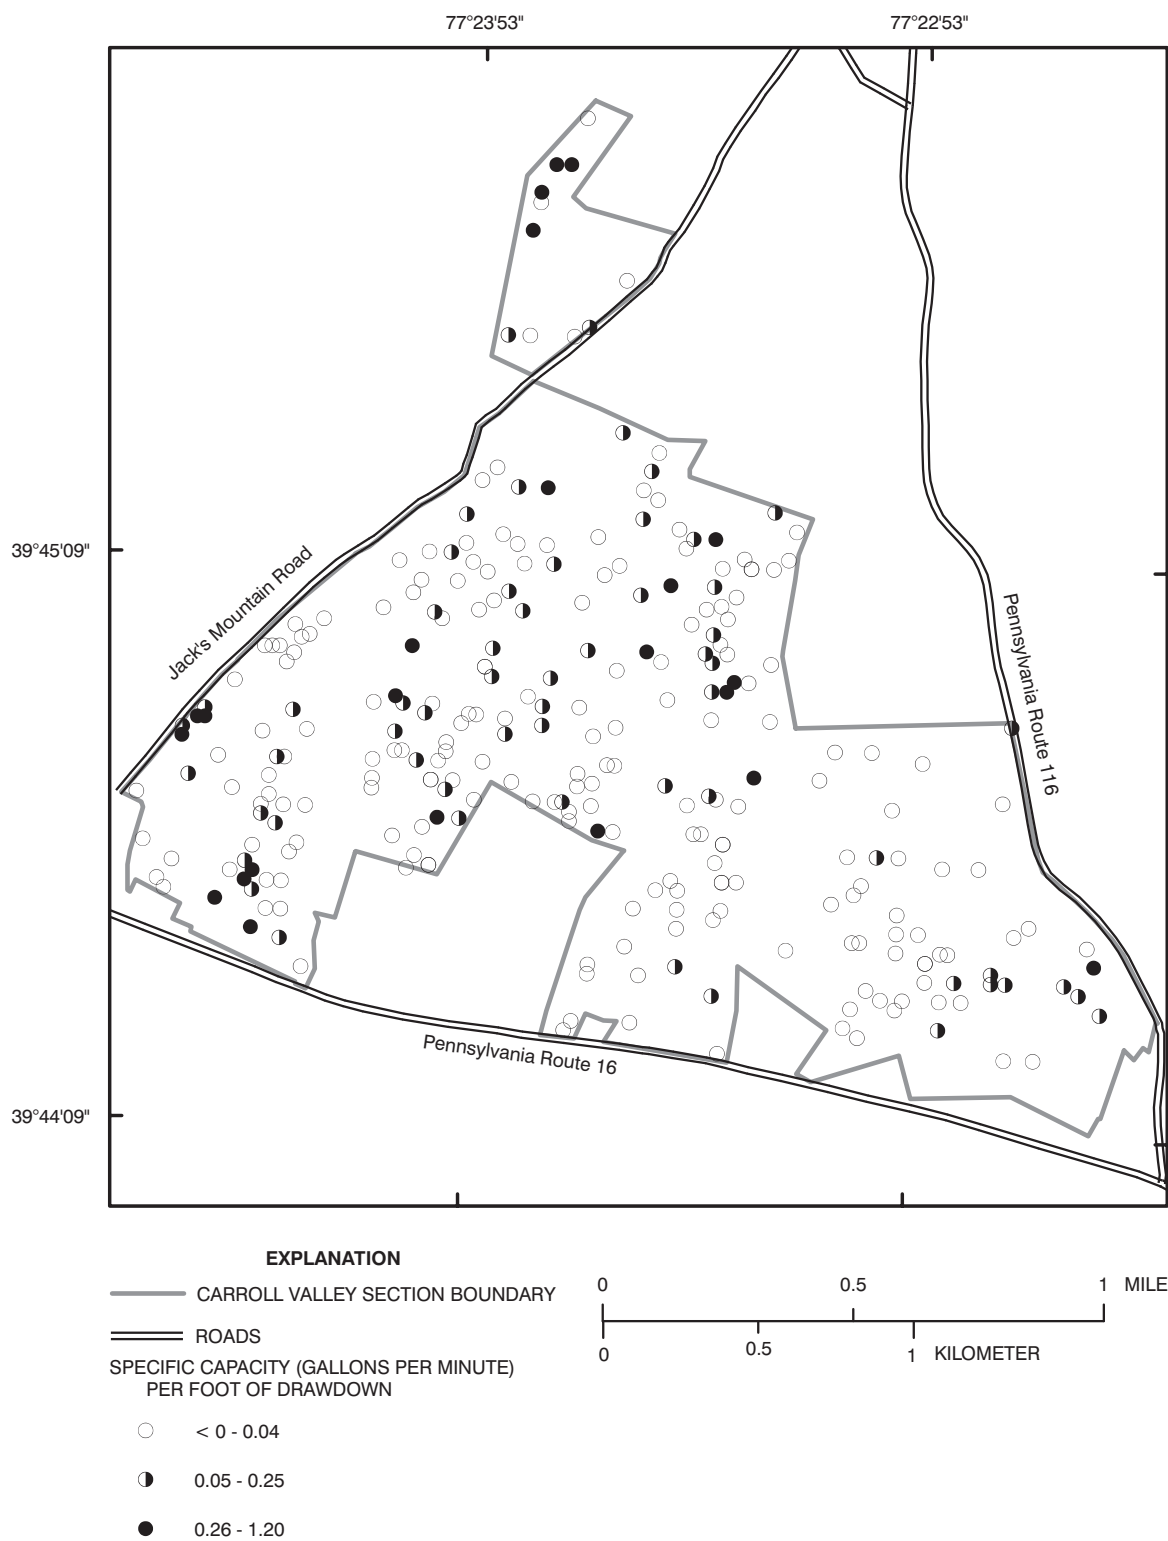 77°23'53"
77°22'53"
39°45'09"
Jack's Mountain Road
Pennsylvania Route 116
Pennsylvania Route 16
39°44'09"
EXPLANATION
CARROLL VALLEY SECTION BOUNDARY
ROADS
SPECIFIC CAPACITY (GALLONS PER MINUTE)
PER FOOT OF DRAWDOWN
< 0 - 0.04
0.05 - 0.25
0.26 - 1.20
0 0.5 1 MILE
0 0.5 1 KILOMETER